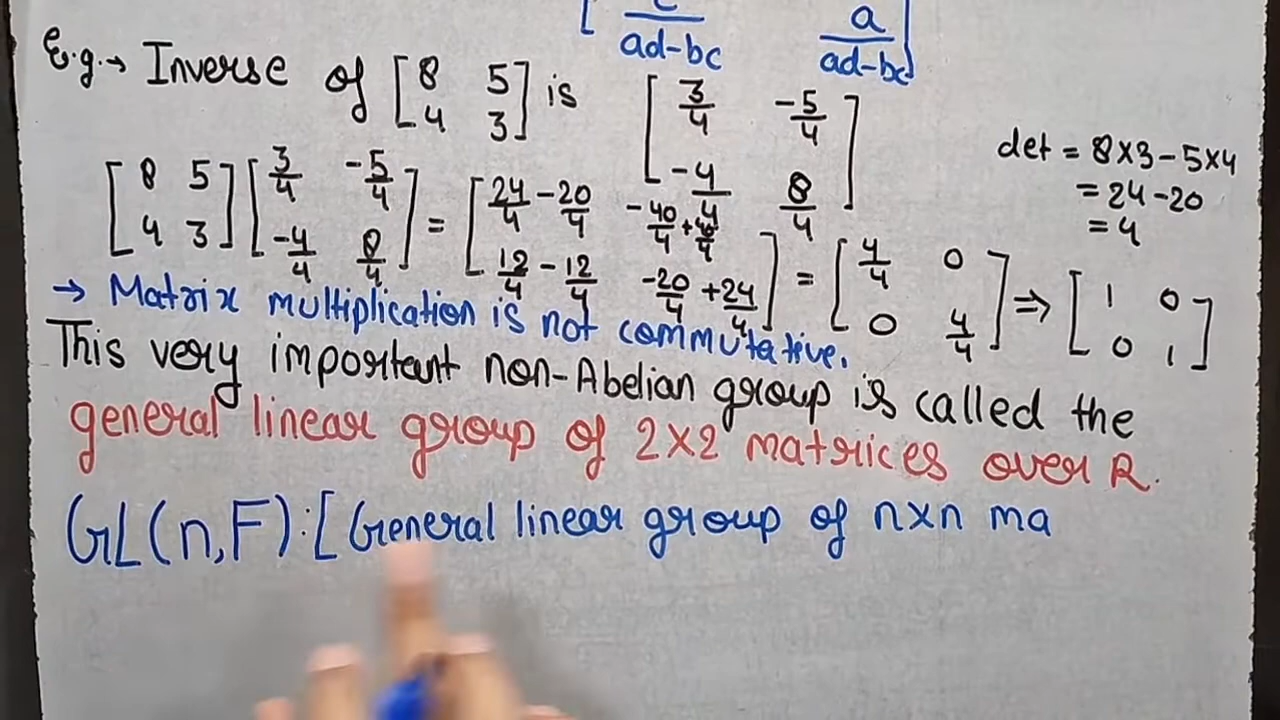 [ c/ad-bc a/ad-bc ]
E.g.→ Inverse of [8 5 4 3] is [3/4 -5/4 -4/4 8/4]
det = 8×3-5×4
= 24-20
= 4
[8 5 4 3] [3/4 -5/4 -4/4 8/4] = [24/4 -20/4 -40/4 + 40/4 12/4 -12/4 -20/4 +24/4] = [4/4 0 0 4/4] ⇒ [1 0 0 1]
→ Matrix multiplication is not commutative.
This very important non-Abelian group is called the
general linear group of 2×2 matrices over R.
GL(n,F):[General linear group of n×n ma